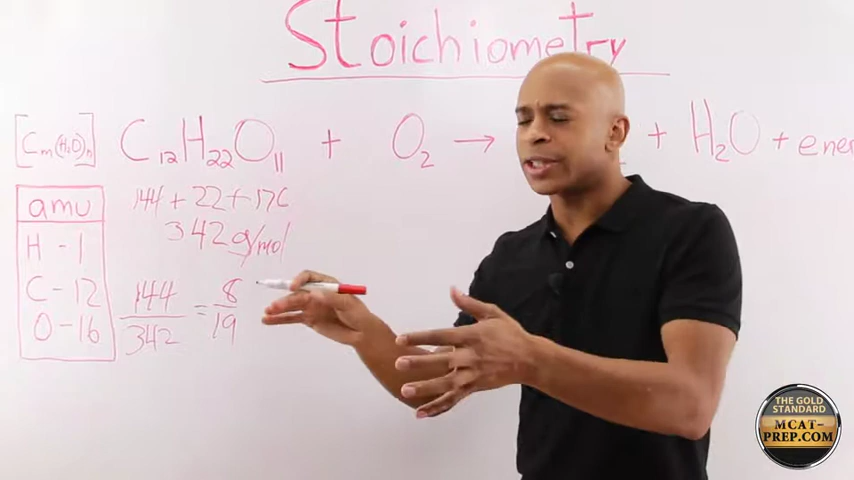 Stoichiometry
[Cm(H2O)n] C12H22O11 + O2 → + H2O + ener
amu 144 + 22 + 176
H - 1 342 g/mol
C - 12 144/342 = 8/19
O - 16
THE GOLD
STANDARD
MCAT-
PREP.COM